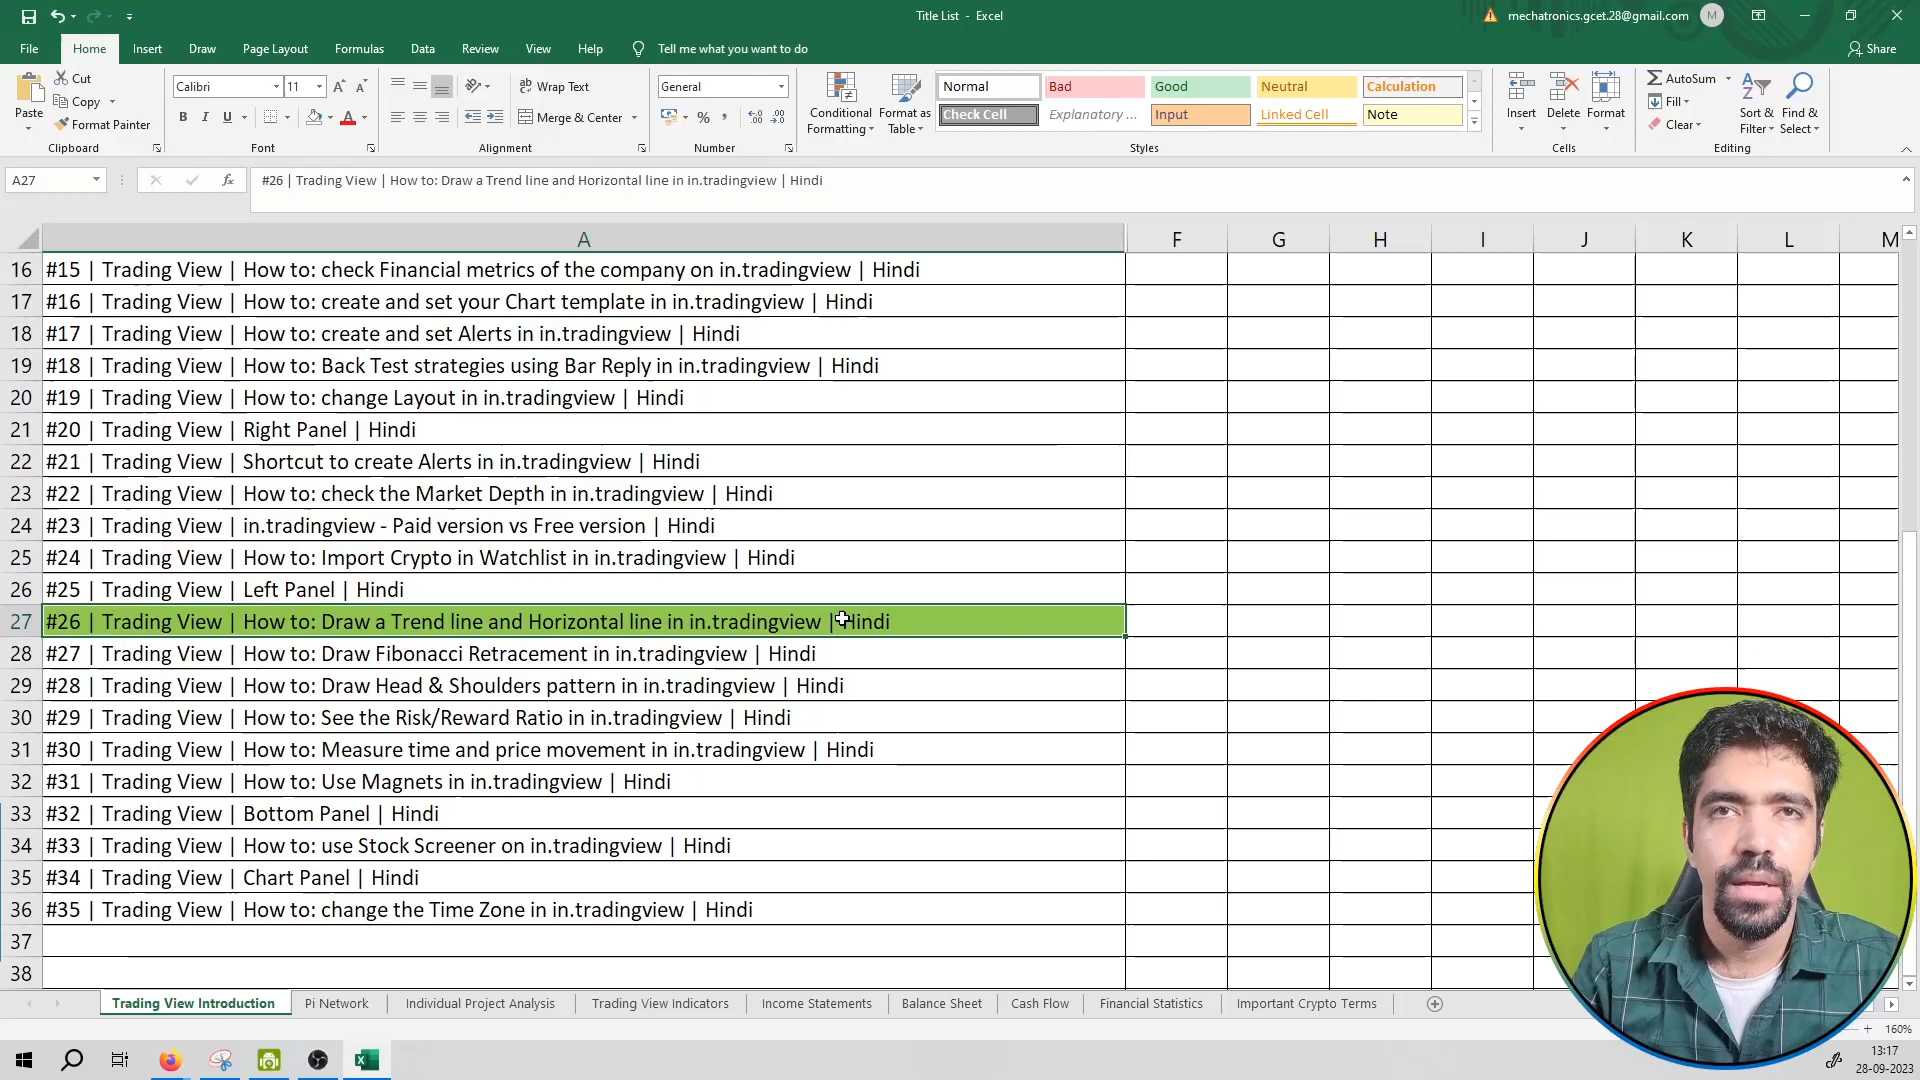 Title List - Excel
mechatronics.gcet.28@gmail.com
M
File Home Insert Draw Page Layout Formulas Data Review View Help Tell me what you want to do
Share
Paste
Cut
Copy
Format Painter
Clipboard
Calibri 11
B I U
Font
Wrap Text
Merge & Center
Alignment
General
Number
Conditional Formatting
Format as Table
Normal Bad Good Neutral Calculation
Check Cell Explanatory ... Input Linked Cell Note
Styles
Insert Delete Format
Cells
AutoSum
Fill
Clear
Sort & Filter
Find & Select
Editing
A27
fx
#26 | Trading View | How to: Draw a Trend line and Horizontal line in in.tradingview | Hindi
A F G H I J K L M
16 #15 | Trading View | How to: check Financial metrics of the company on in.tradingview | Hindi
17 #16 | Trading View | How to: create and set your Chart template in in.tradingview | Hindi
18 #17 | Trading View | How to: create and set Alerts in in.tradingview | Hindi
19 #18 | Trading View | How to: Back Test strategies using Bar Reply in in.tradingview | Hindi
20 #19 | Trading View | How to: change Layout in in.tradingview | Hindi
21 #20 | Trading View | Right Panel | Hindi
22 #21 | Trading View | Shortcut to create Alerts in in.tradingview | Hindi
23 #22 | Trading View | How to: check the Market Depth in in.tradingview | Hindi
24 #23 | Trading View | in.tradingview - Paid version vs Free version | Hindi
25 #24 | Trading View | How to: Import Crypto in Watchlist in in.tradingview | Hindi
26 #25 | Trading View | Left Panel | Hindi
27 #26 | Trading View | How to: Draw a Trend line and Horizontal line in in.tradingview | Hindi
28 #27 | Trading View | How to: Draw Fibonacci Retracement in in.tradingview | Hindi
29 #28 | Trading View | How to: Draw Head & Shoulders pattern in in.tradingview | Hindi
30 #29 | Trading View | How to: See the Risk/Reward Ratio in in.tradingview | Hindi
31 #30 | Trading View | How to: Measure time and price movement in in.tradingview | Hindi
32 #31 | Trading View | How to: Use Magnets in in.tradingview | Hindi
33 #32 | Trading View | Bottom Panel | Hindi
34 #33 | Trading View | How to: use Stock Screener on in.tradingview | Hindi
35 #34 | Trading View | Chart Panel | Hindi
36 #35 | Trading View | How to: change the Time Zone in in.tradingview | Hindi
37
38
Trading View Introduction Pi Network Individual Project Analysis Trading View Indicators Income Statements Balance Sheet Cash Flow Financial Statistics Important Crypto Terms
160%
13:17
28-09-2023